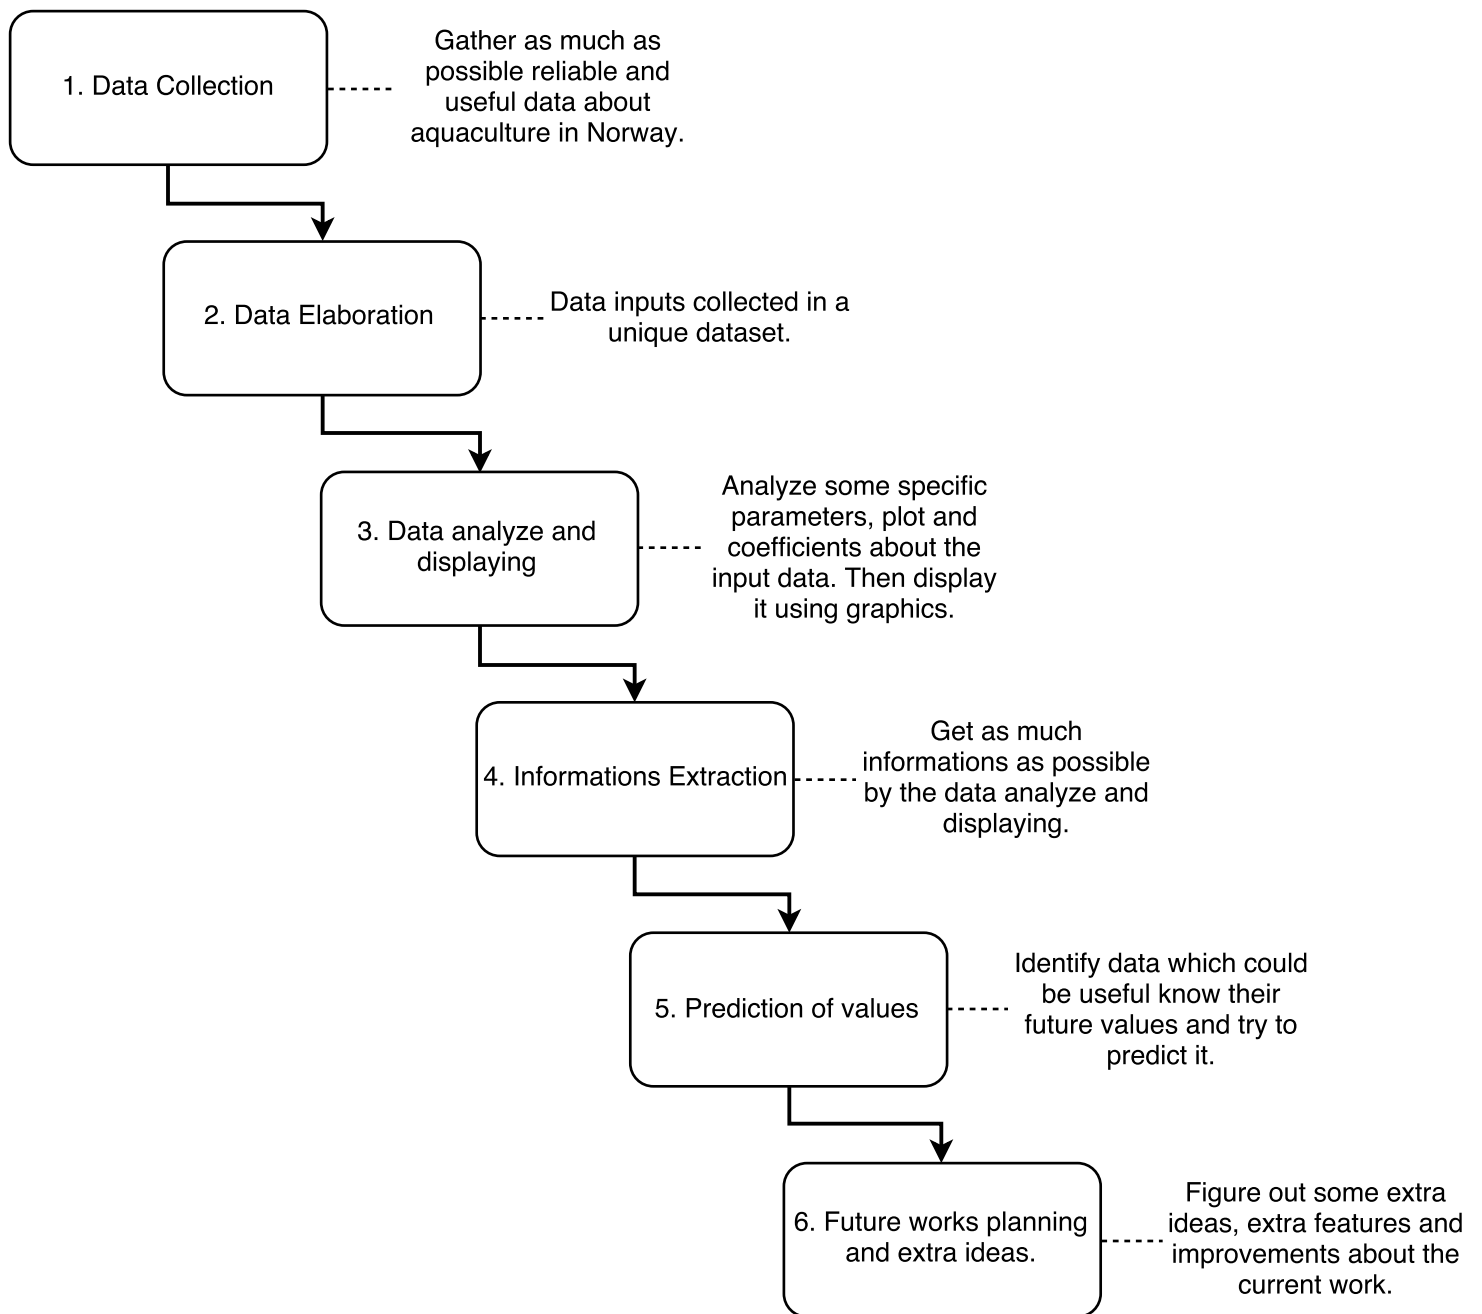 1. Data Collection
Gather as much as
possible reliable and
useful data about
aquaculture in Norway.
2. Data Elaboration
Data inputs collected in a
unique dataset.
3. Data analyze and
displaying
Analyze some specific
parameters, plot and
coefficients about the
input data. Then display
it using graphics.
4. Informations Extraction
Get as much
informations as possible
by the data analyze and
displaying.
5. Prediction of values
Identify data which could
be useful know their
future values and try to
predict it.
6. Future works planning
and extra ideas.
Figure out some extra
ideas, extra features and
improvements about the
current work.